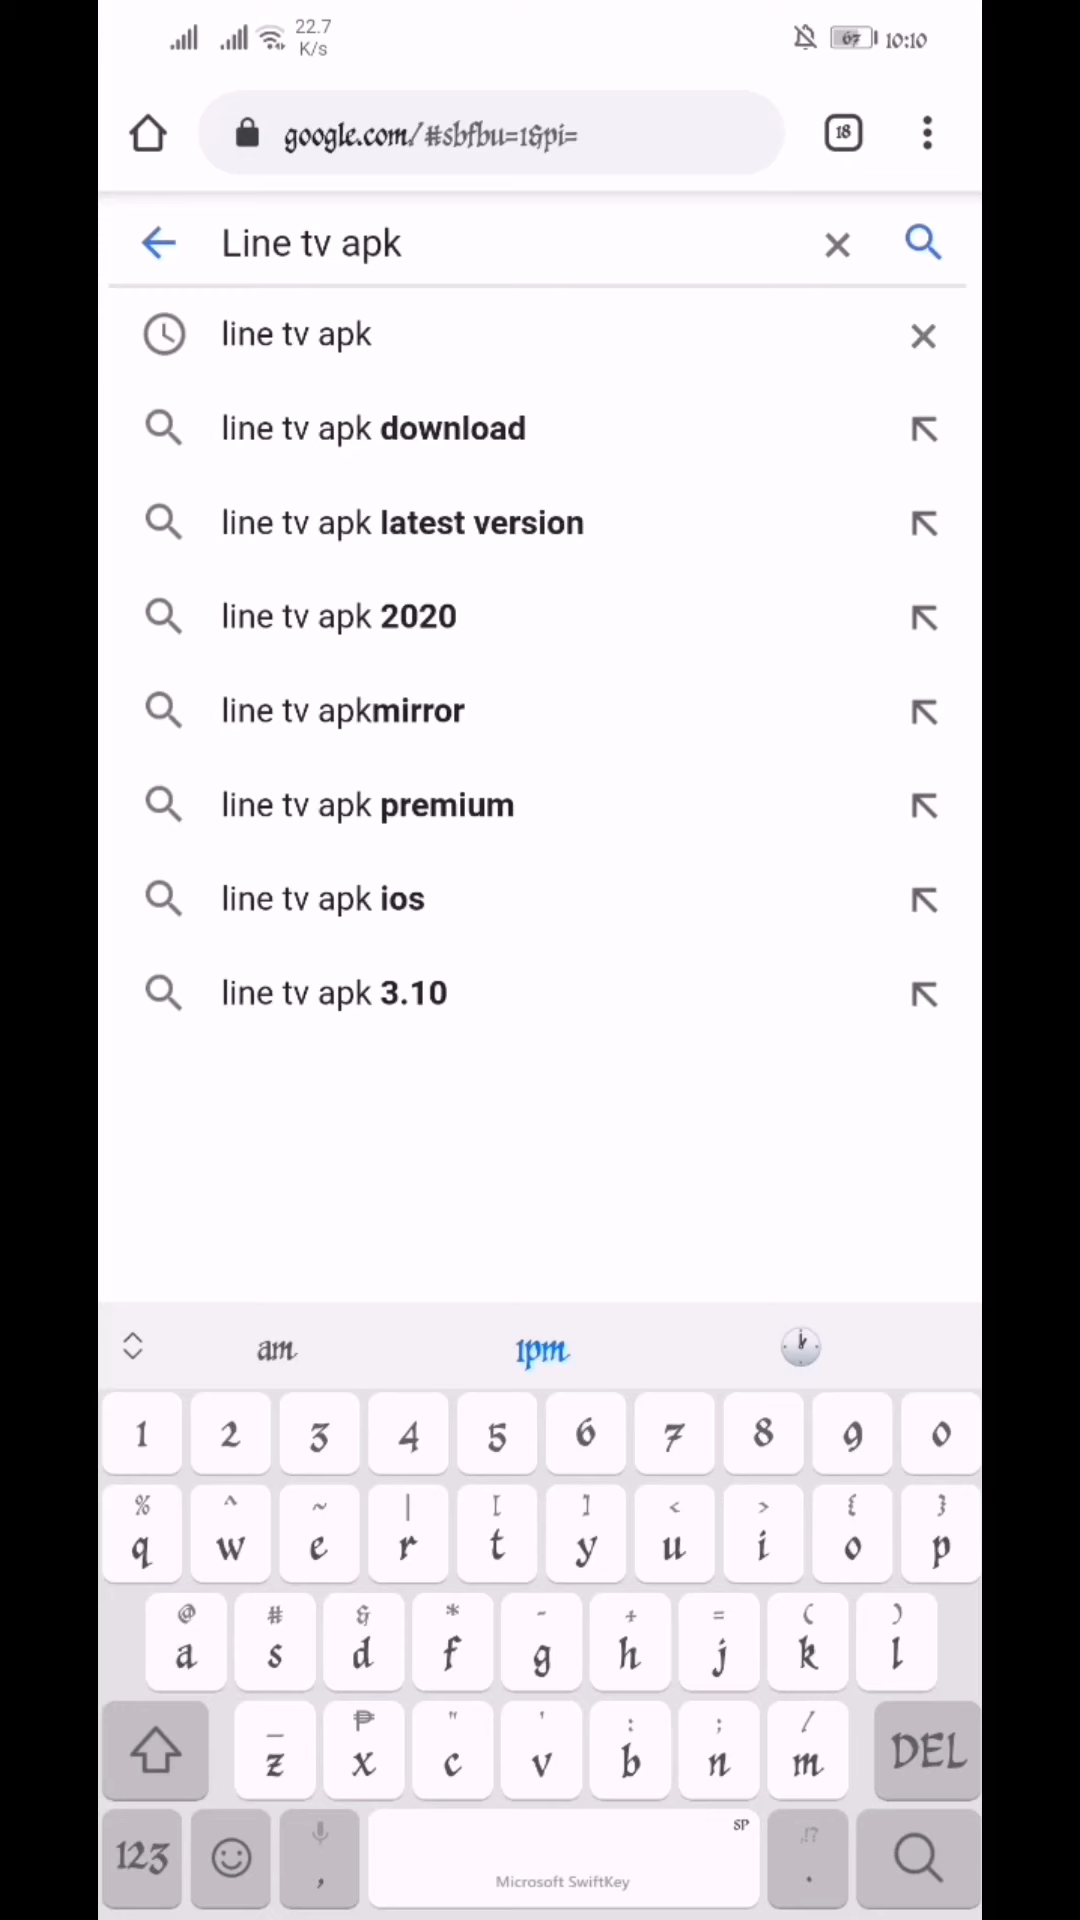 22.7
K/s
67
10:10
google.com/#sbfbu=1&pi=
18
Line tv apk
line tv apk
line tv apk download
line tv apk latest version
line tv apk 2020
line tv apkmirror
line tv apk premium
line tv apk ios
line tv apk 3.10
am 1pm
1 2 3 4 5 6 7 8 9 0
% ^ ~ | [ ] < > { }
q w e r t y u i o p
@ # & * - + = ( )
a s d f g h j k l
_ ₱ " ' : ; /
z x c v b n m DEL
SP
,!?
123 , Microsoft SwiftKey .